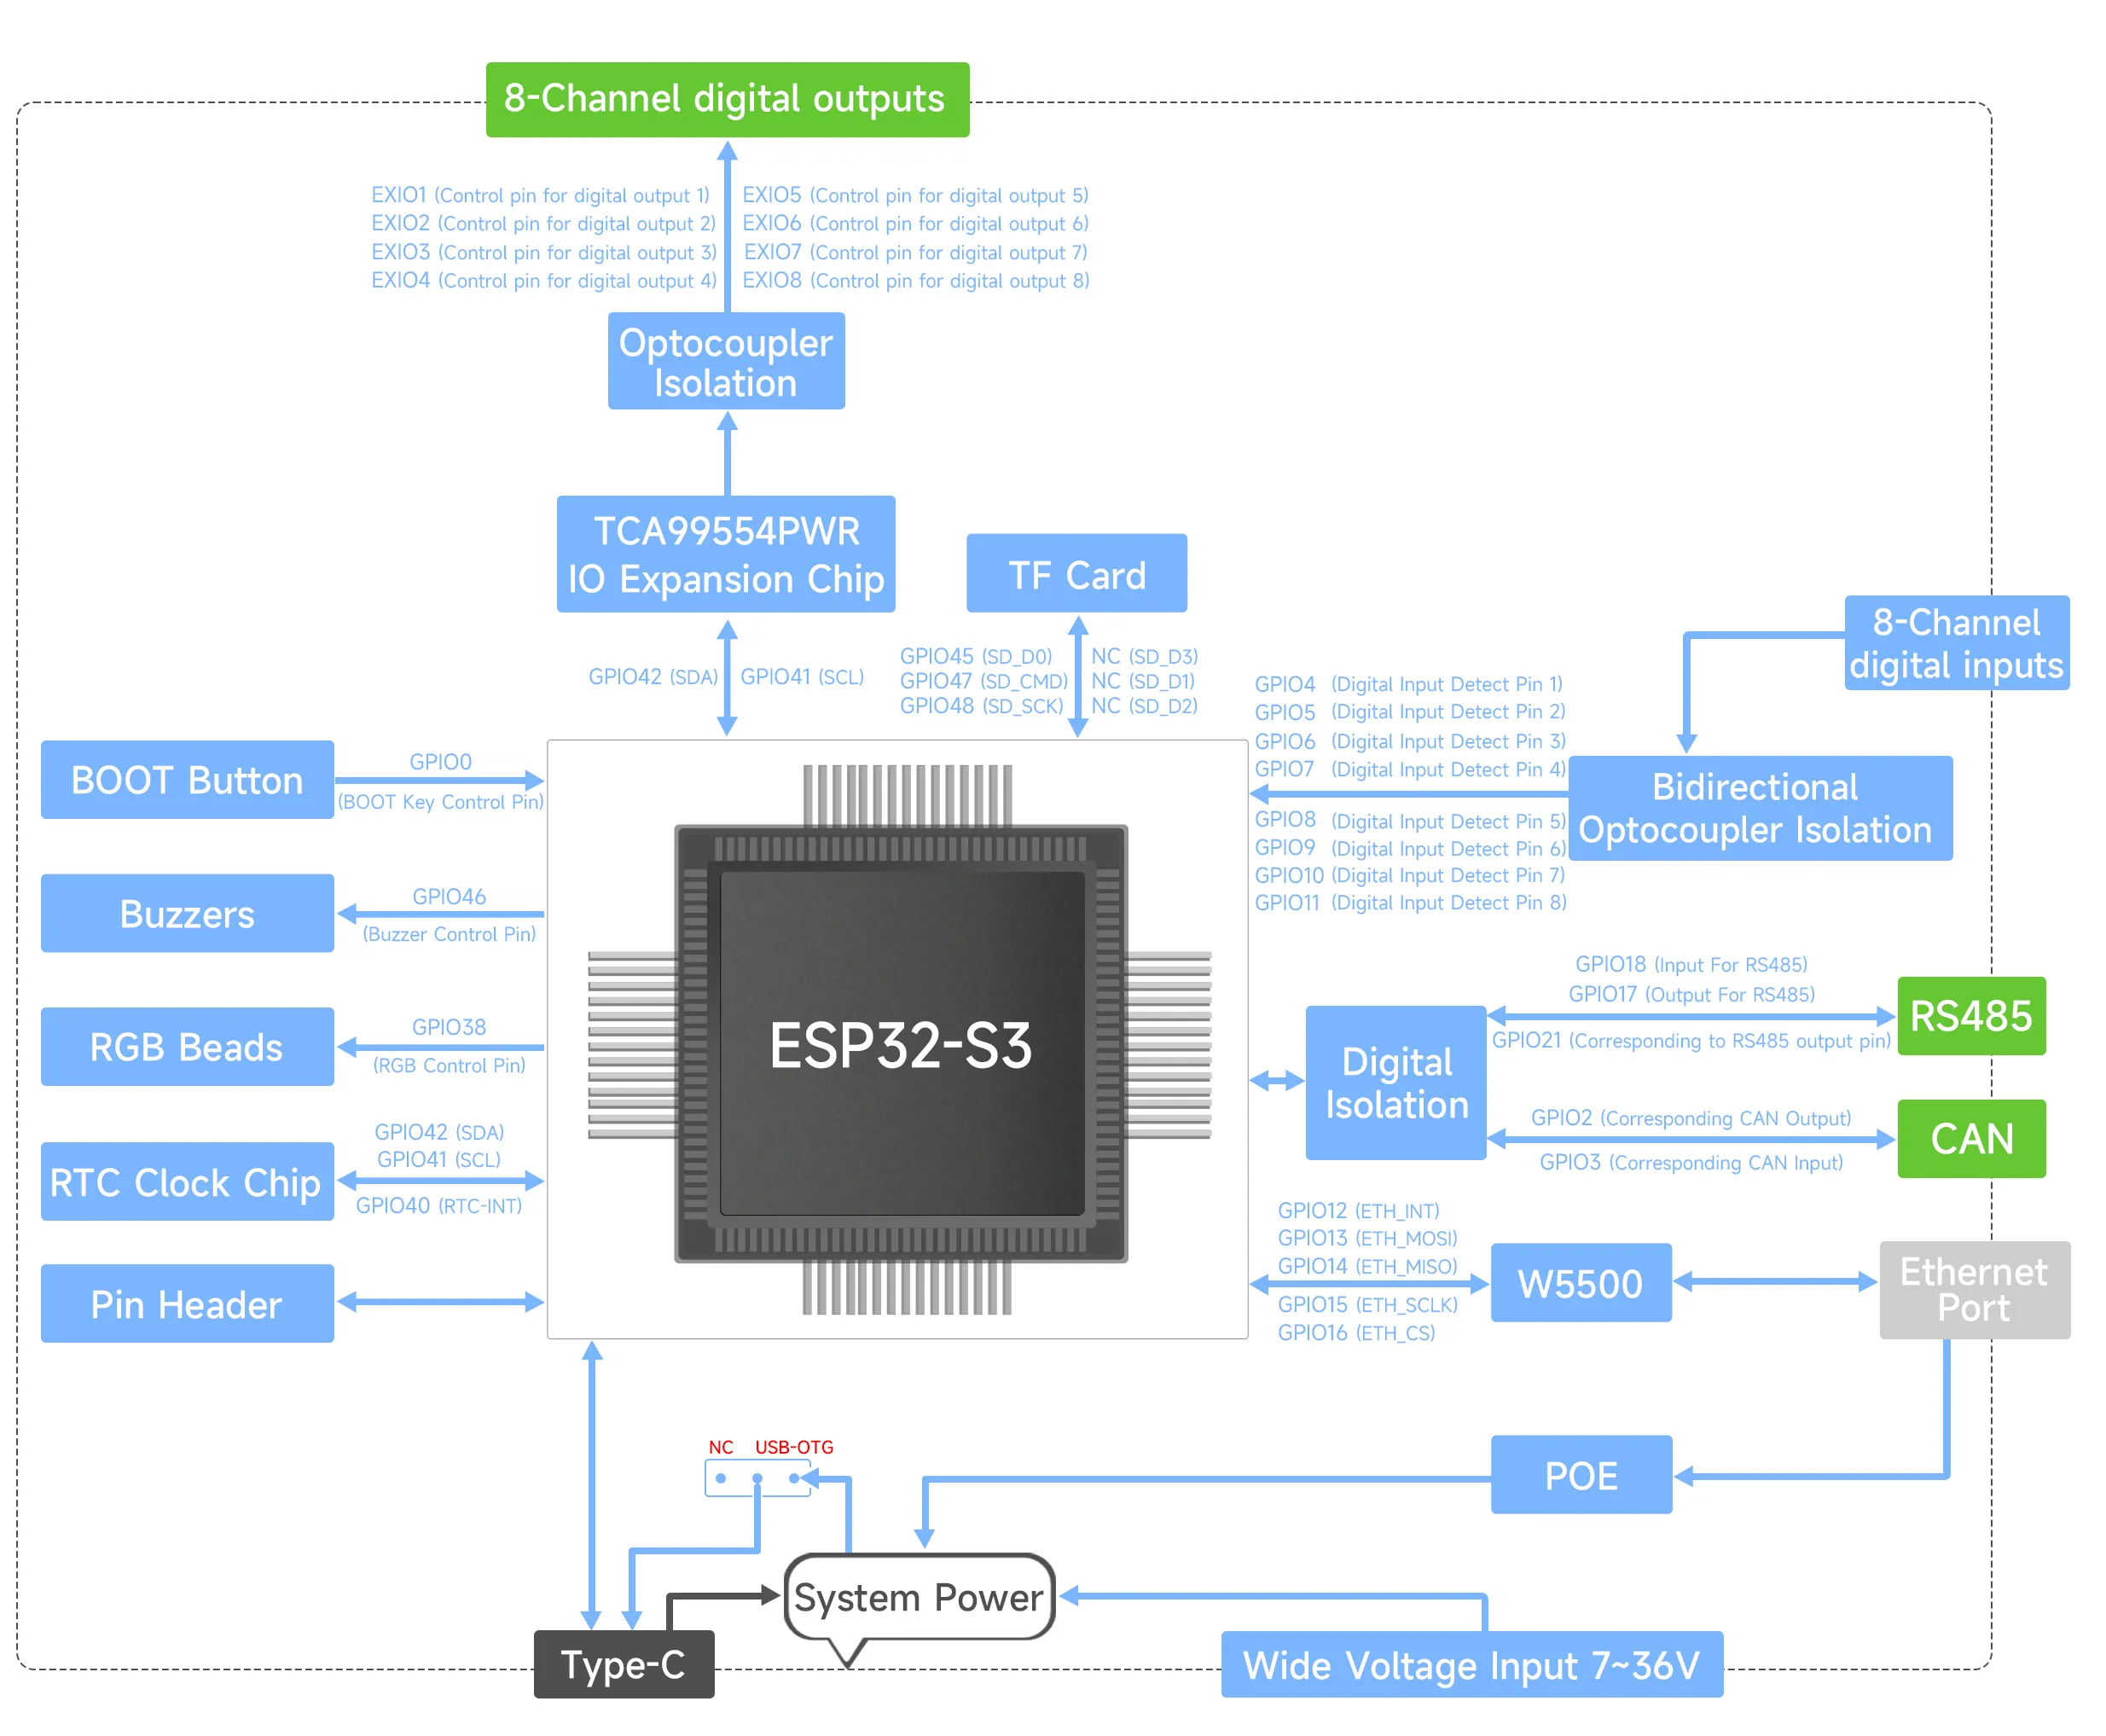 8-Channel digital outputs
EXIO1 (Control pin for digital output 1)
EXIO2 (Control pin for digital output 2)
EXIO3 (Control pin for digital output 3)
EXIO4 (Control pin for digital output 4)
EXIO5 (Control pin for digital output 5)
EXIO6 (Control pin for digital output 6)
EXIO7 (Control pin for digital output 7)
EXIO8 (Control pin for digital output 8)
Optocoupler
Isolation
TCA99554PWR
IO Expansion Chip
GPIO42 (SDA)
GPIO41 (SCL)
TF Card
GPIO45 (SD_D0)
GPIO47 (SD_CMD)
GPIO48 (SD_SCK)
NC (SD_D3)
NC (SD_D1)
NC (SD_D2)
8-Channel
digital inputs
GPIO4 (Digital Input Detect Pin 1)
GPIO5 (Digital Input Detect Pin 2)
GPIO6 (Digital Input Detect Pin 3)
GPIO7 (Digital Input Detect Pin 4)
GPIO8 (Digital Input Detect Pin 5)
GPIO9 (Digital Input Detect Pin 6)
GPIO10 (Digital Input Detect Pin 7)
GPIO11 (Digital Input Detect Pin 8)
Bidirectional
Optocoupler Isolation
BOOT Button
GPIO0
(BOOT Key Control Pin)
Buzzers
GPIO46
(Buzzer Control Pin)
RGB Beads
GPIO38
(RGB Control Pin)
RTC Clock Chip
GPIO42 (SDA)
GPIO41 (SCL)
GPIO40 (RTC-INT)
Pin Header
ESP32-S3
Digital
Isolation
GPIO18 (Input For RS485)
GPIO17 (Output For RS485)
GPIO21 (Corresponding to RS485 output pin)
RS485
GPIO2 (Corresponding CAN Output)
GPIO3 (Corresponding CAN Input)
CAN
GPIO12 (ETH_INT)
GPIO13 (ETH_MOSI)
GPIO14 (ETH_MISO)
GPIO15 (ETH_SCLK)
GPIO16 (ETH_CS)
W5500
Ethernet
Port
NC USB-OTG
POE
System Power
Type-C
Wide Voltage Input 7~36V